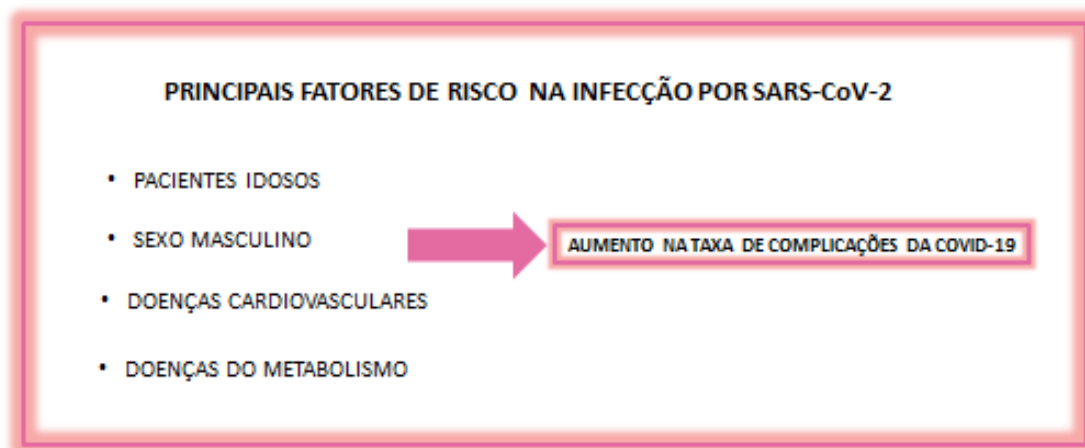 PRINCIPAIS FATORES DE RISCO NA INFECÇÃO POR SARS-CoV-2
• PACIENTES IDOSOS
• SEXO MASCULINO
AUMENTO NA TAXA DE COMPLICAÇÕES DA COVID-19
• DOENÇAS CARDIOVASCULARES
• DOENÇAS DO METABOLISMO